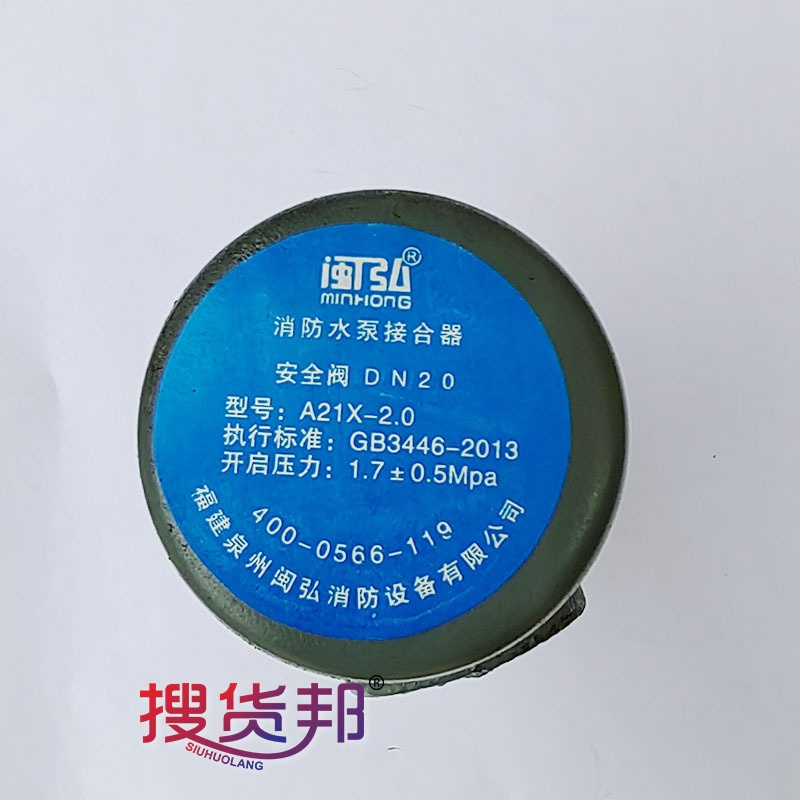 闽弘®
MINHONG
消防水泵接合器
安全阀 DN20
型号：A21X-2.0
执行标准：GB3446-2013
开启压力：1.7±0.5Mpa
400-0566-119
福建泉州闽弘消防设备有限公司
搜货邦®
SIUHUOLANG